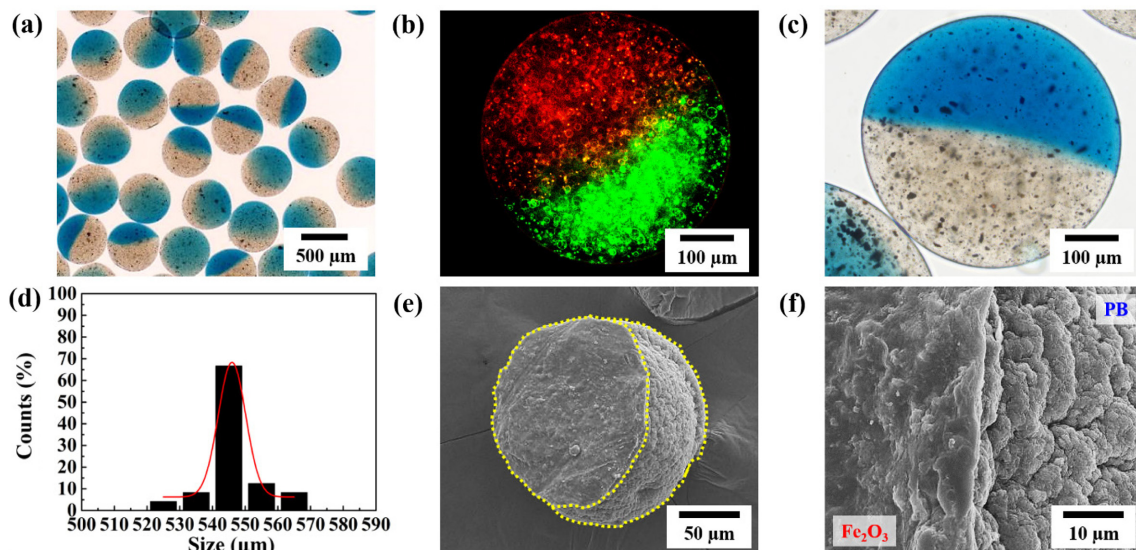 (a)
500 μm
(b)
100 μm
(c)
100 μm
(d)
100
90
80
70
60
50
40
30
20
10
0
Counts (%)
500 510 520 530 540 550 560 570 580 590
Size (μm)
(e)
50 μm
(f)
PB
Fe₂O₃
10 μm